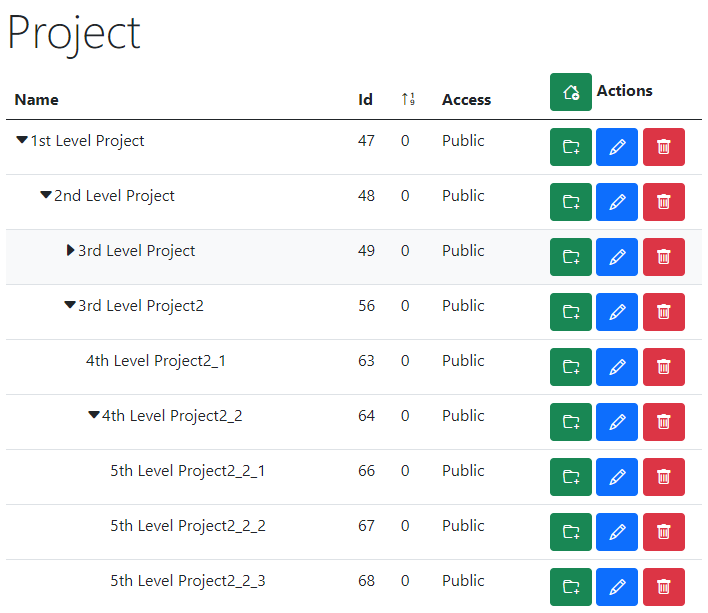 Project
Name Id Access Actions
1st Level Project 47 0 Public
2nd Level Project 48 0 Public
3rd Level Project 49 0 Public
3rd Level Project2 56 0 Public
4th Level Project2_1 63 0 Public
4th Level Project2_2 64 0 Public
5th Level Project2_2_1 66 0 Public
5th Level Project2_2_2 67 0 Public
5th Level Project2_2_3 68 0 Public